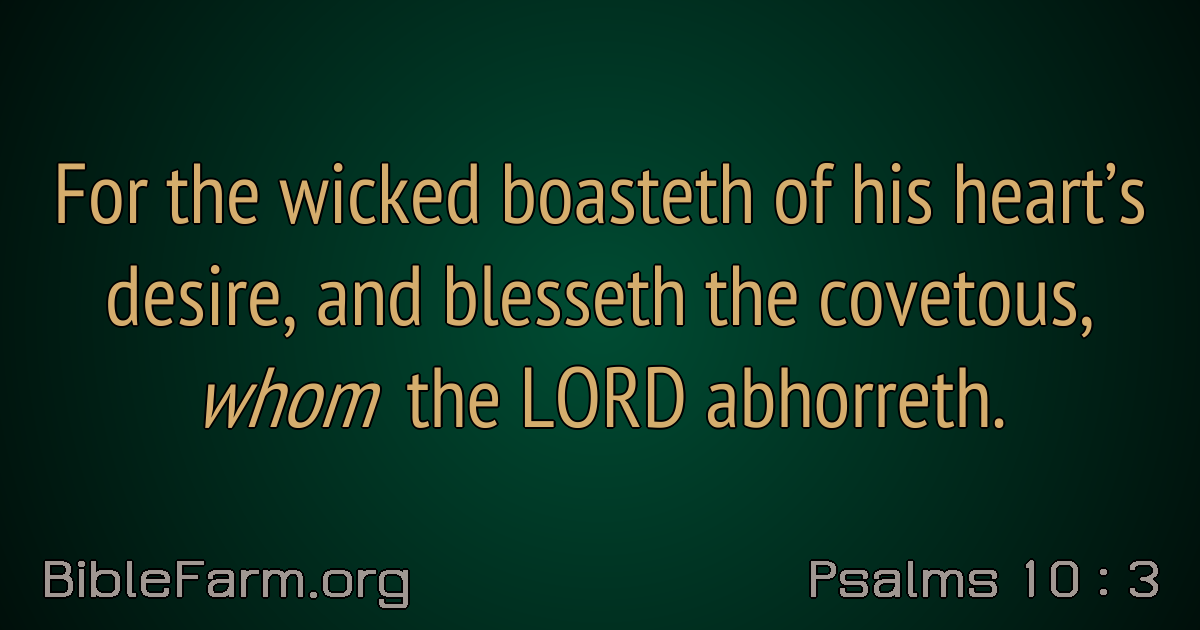 For the wicked boasteth of his heart’s
desire, and blesseth the covetous,
whom the LORD abhorreth.
BibleFarm.org
Psalms 10 : 3